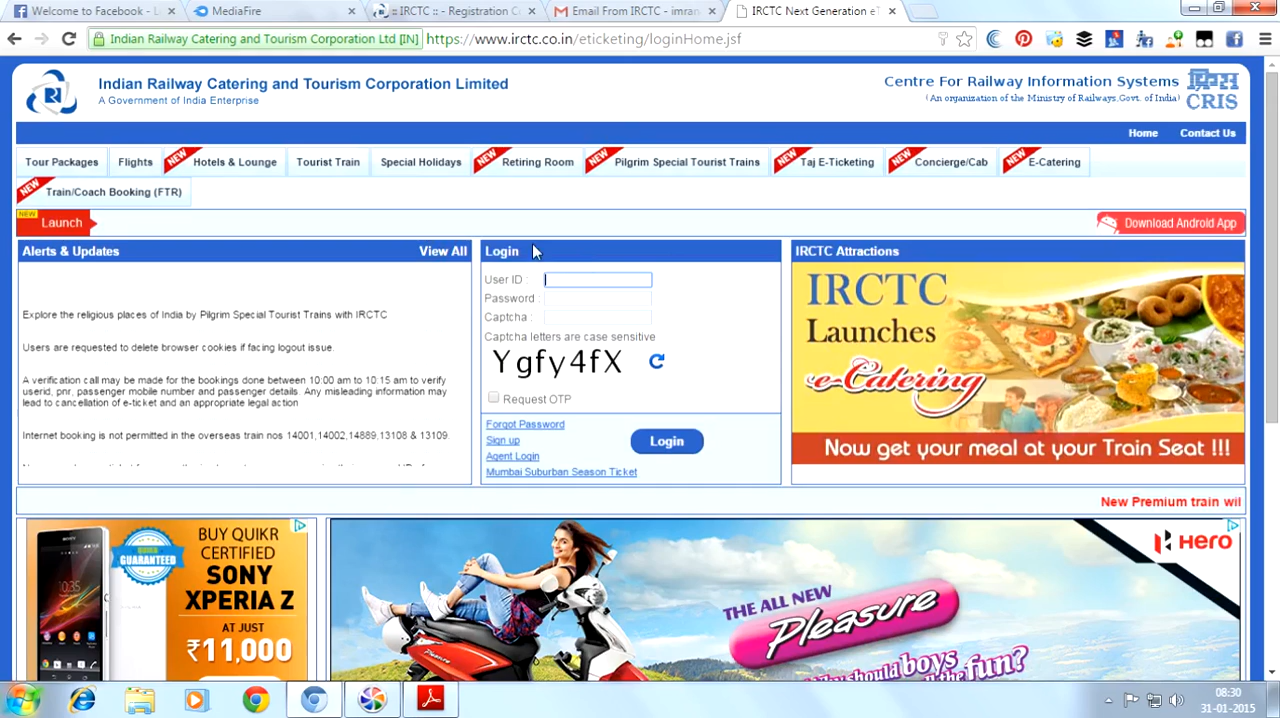 Welcome to Facebook -
MediaFire
:: IRCTC :: - Registration C
Email From IRCTC - imran
IRCTC Next Generation eT
Indian Railway Catering and Tourism Corporation Ltd [IN]
https://www.irctc.co.in/eticketing/loginHome.jsf
Indian Railway Catering and Tourism Corporation Limited
A Government of India Enterprise
Centre For Railway Information Systems
(An organization of the Ministry of Railways,Govt. of India)
CRIS
Home
Contact Us
Tour Packages
Flights
NEW
Hotels & Lounge
Tourist Train
Special Holidays
NEW
Retiring Room
NEW
Pilgrim Special Tourist Trains
NEW
Taj E-Ticketing
NEW
Concierge/Cab
NEW
E-Catering
NEW
Train/Coach Booking (FTR)
NEW
Launch
Download Android App
Alerts & Updates
View All
Explore the religious places of India by Pilgrim Special Tourist Trains with IRCTC
Users are requested to delete browser cookies if facing logout issue.
A verification call may be made for the bookings done between 10:00 am to 10:15 am to verify
userid, pnr, passenger mobile number and passenger details. Any misleading information may
lead to cancellation of e-ticket and an appropriate legal action
Internet booking is not permitted in the overseas train nos 14001,14002,14889,13108 & 13109.
Login
User ID :
Password :
Captcha :
Captcha letters are case sensitive
Ygfy4fX
Request OTP
Forgot Password
Sign up
Agent Login
Mumbai Suburban Season Ticket
Login
IRCTC Attractions
IRCTC
Launches
e-Catering
Now get your meal at your Train Seat !!!
New Premium train wil
BUY QUIKR
CERTIFIED
SONY
XPERIA Z
AT JUST
₹11,000
QUIKR
GUARANTEED
SONY
10:35
THE ALL NEW
Pleasure
Why should boys
the fun?
Hero
08:30
31-01-2015